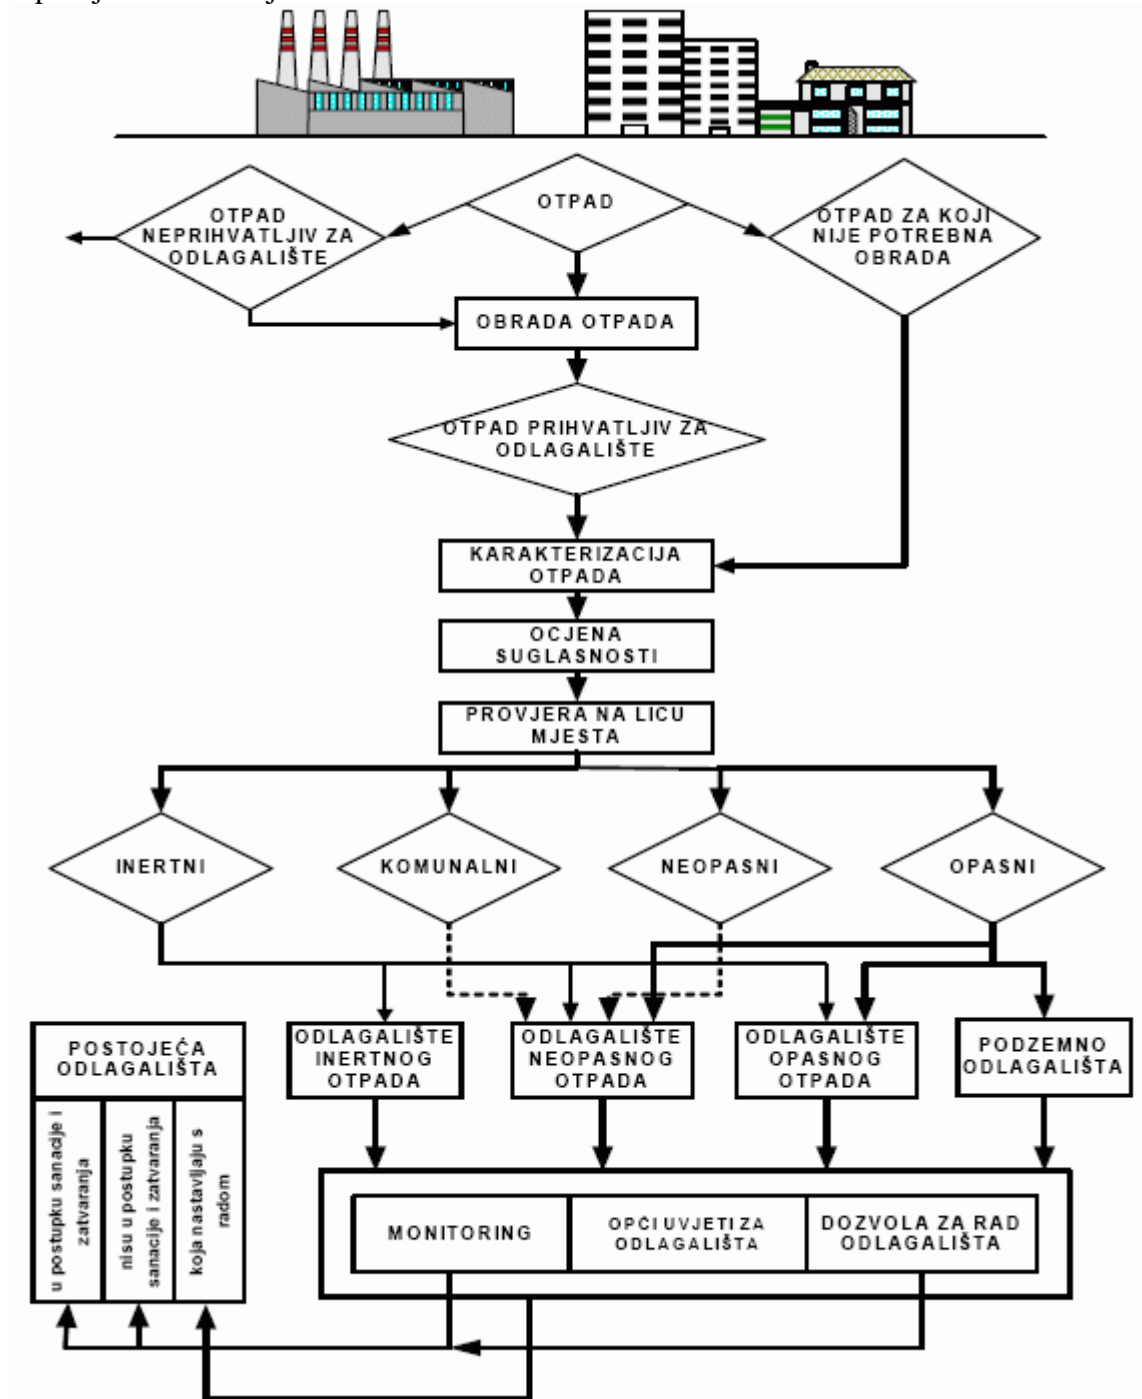 OTPAD
NEPRIHVATLJIV ZA
ODLAGALIŠTE
OTPAD
OTPAD ZA KOJI
NIJE POTREBNA
OBRADA
OBRADA OTPADA
OTPAD PRIHVATLJIV ZA
ODLAGALIŠTE
KARAKTERIZACIJA
OTPADA
OCJENA
SUGLASNOSTI
PROVJERA NA LICU
MJESTA
INERTNI
KOMUNALNI
NEOPASNI
OPASNI
ODLAGALIŠTE
INERTNOG
OTPADA
ODLAGALIŠTE
NEOPASNOG
OTPADA
ODLAGALIŠTE
OPASNOG
OTPADA
PODZEMNO
ODLAGALIŠTA
POSTOJEĆA
ODLAGALIŠTA
u postupku sanacije i
zatvaranja
nisu u postupku
sanacije i zatvaranja
koja nastavljaju s
radom
MONITORING
OPĆI UVJETI ZA
ODLAGALIŠTA
DOZVOLA ZA RAD
ODLAGALIŠTA